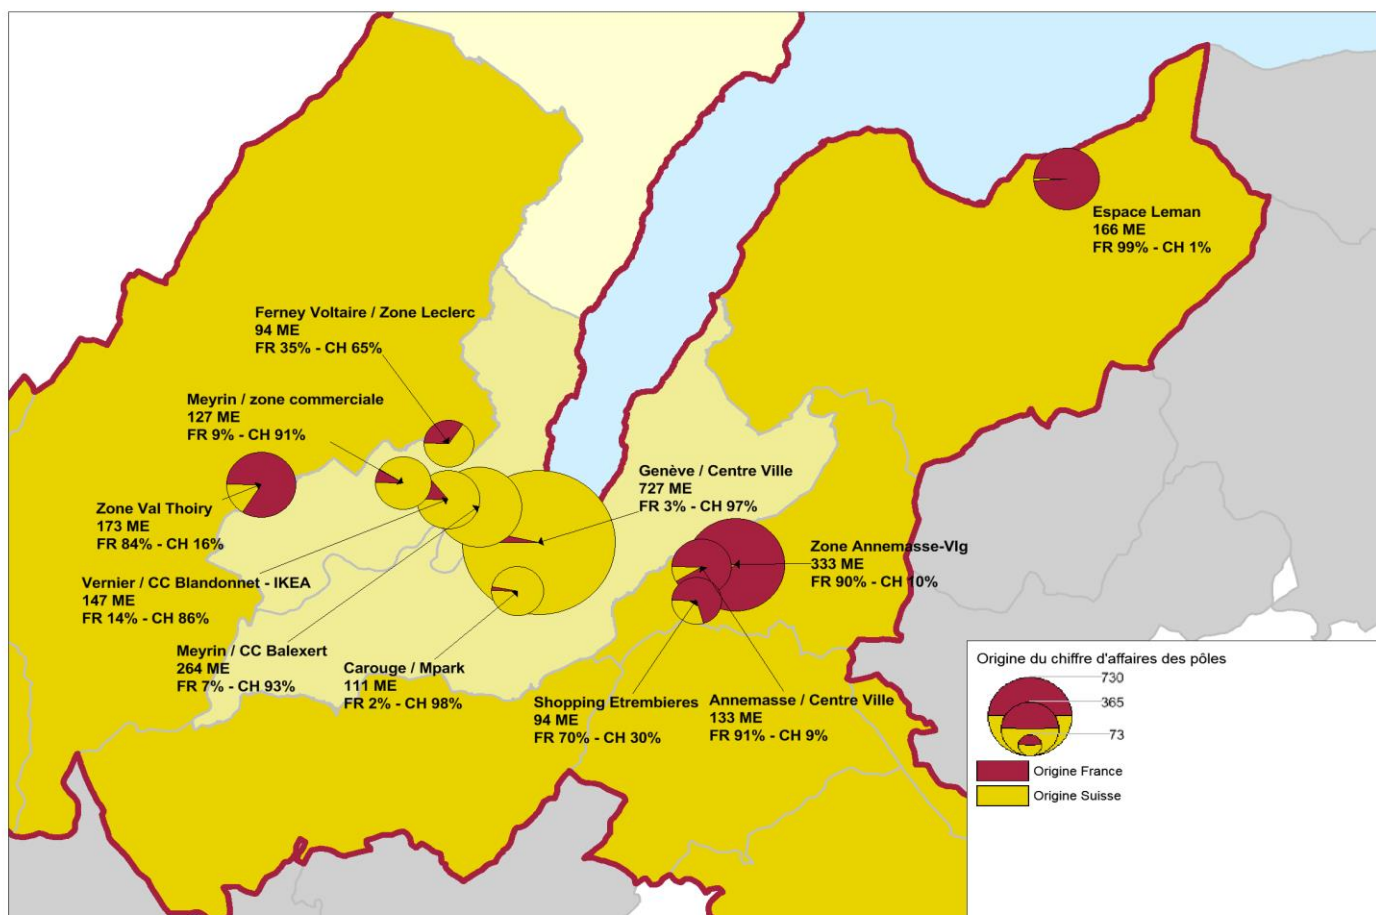 Espace Leman
166 ME
FR 99% - CH 1%
Ferney Voltaire / Zone Leclerc
94 ME
FR 35% - CH 65%
Meyrin / zone commerciale
127 ME
FR 9% - CH 91%
Genève / Centre Ville
727 ME
FR 3% - CH 97%
Zone Val Thoiry
173 ME
FR 84% - CH 16%
Zone Annemasse-Vlg
333 ME
FR 90% - CH 10%
Vernier / CC Blandonnet - IKEA
147 ME
FR 14% - CH 86%
Meyrin / CC Balexert
264 ME
FR 7% - CH 93%
Carouge / Mpark
111 ME
FR 2% - CH 98%
Shopping Etrembieres
94 ME
FR 70% - CH 30%
Annemasse / Centre Ville
133 ME
FR 91% - CH 9%
Origine du chiffre d'affaires des pôles
730
365
73
Origine France
Origine Suisse